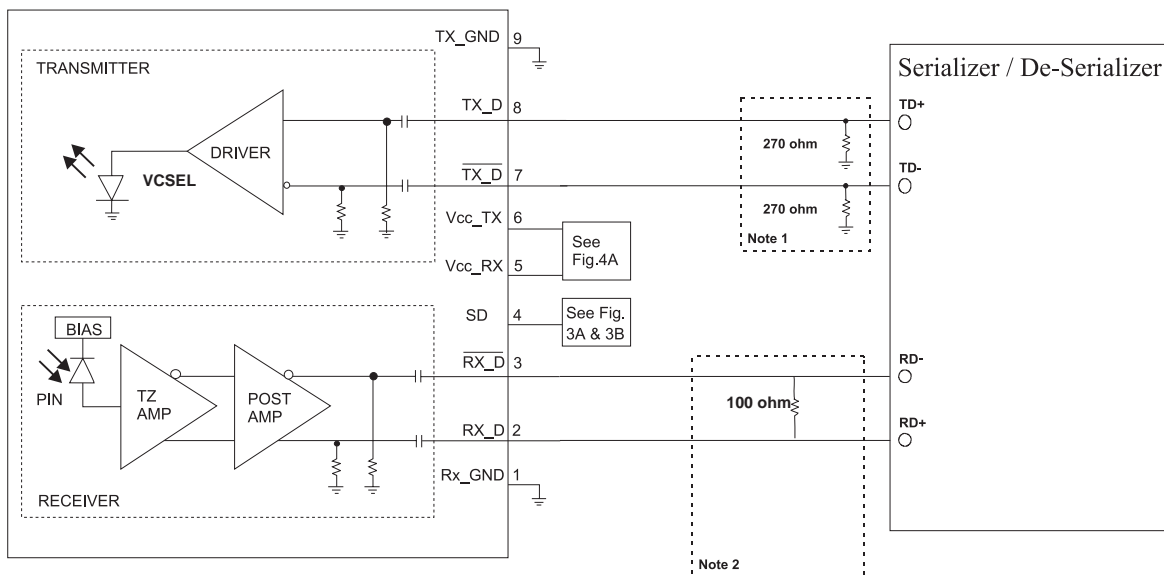 TX_GND 9
TRANSMITTER
Serializer / De-Serializer
TX_D 8
TD+
DRIVER
270 ohm
VCSEL
TX_D 7
TD-
270 ohm
Note 1
Vcc_TX 6
See
Fig.4A
Vcc_RX 5
SD 4
See Fig.
3A & 3B
BIAS
RX_D 3
RD-
PIN
TZ
AMP
POST
AMP
100 ohm
RX_D 2
RD+
Rx_GND 1
RECEIVER
Note 2